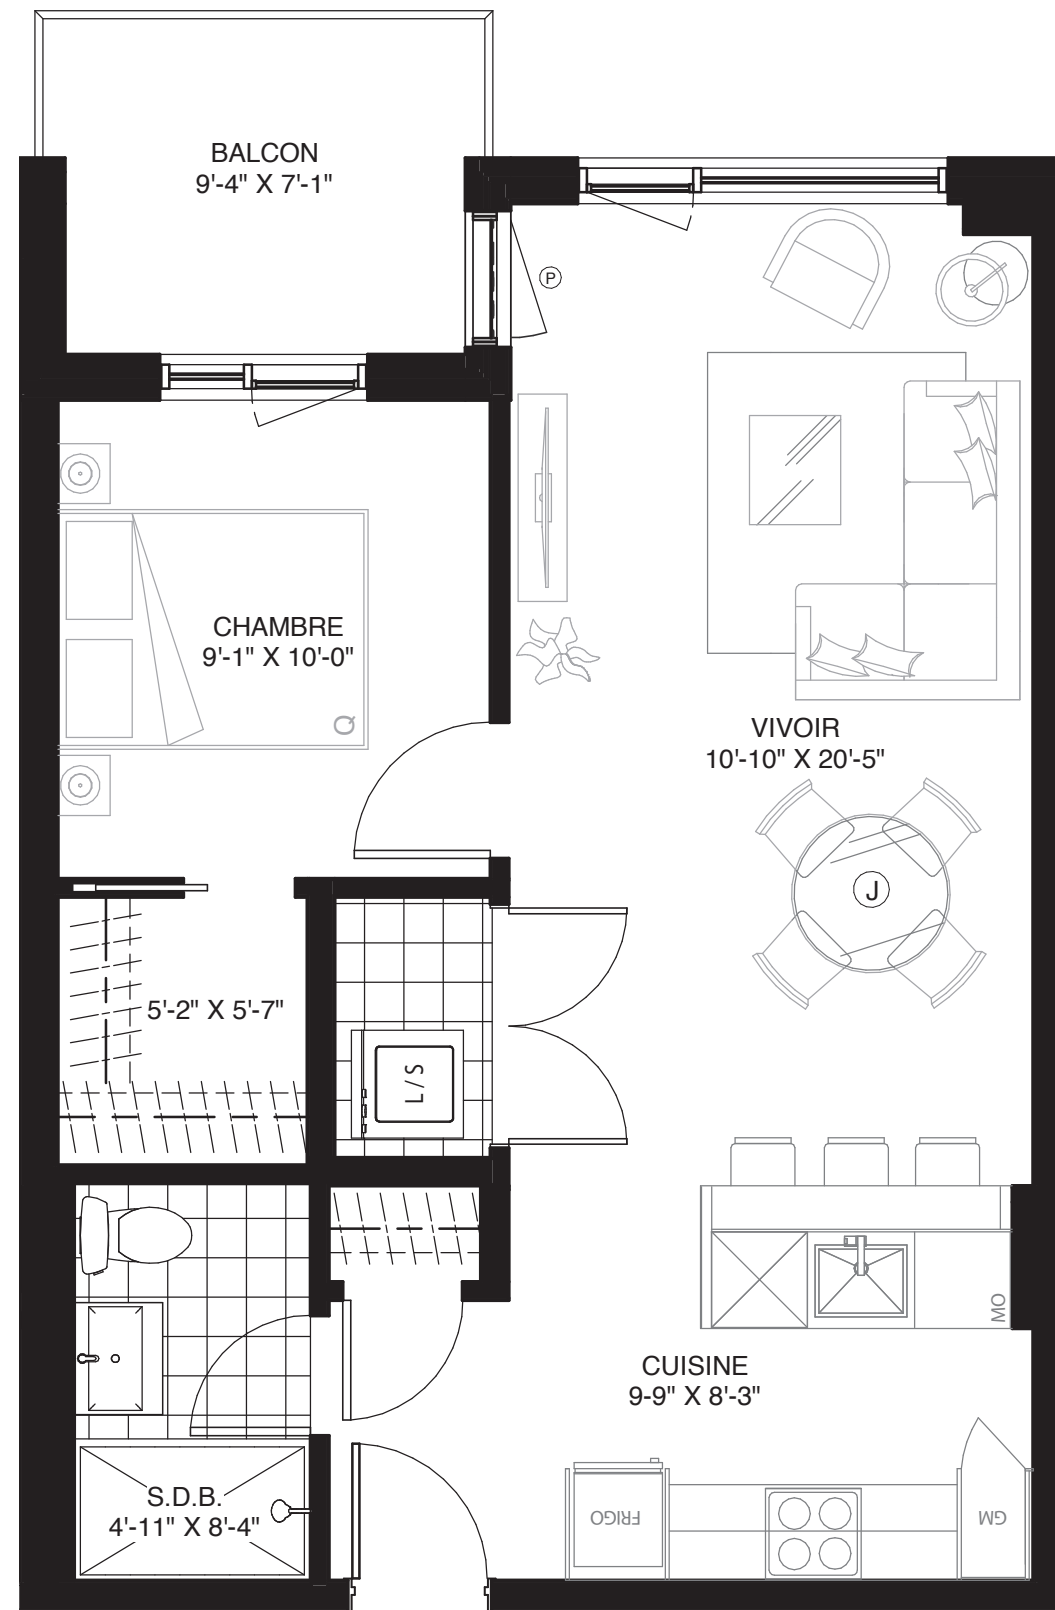 BALCON
9'-4" X 7'-1"
P
CHAMBRE
9'-1" X 10'-0"
Q
VIVOIR
10'-10" X 20'-5"
J
5'-2" X 5'-7"
L/S
MO
CUISINE
9-9" X 8'-3"
S.D.B.
4'-11" X 8'-4"
FRIGO
GM